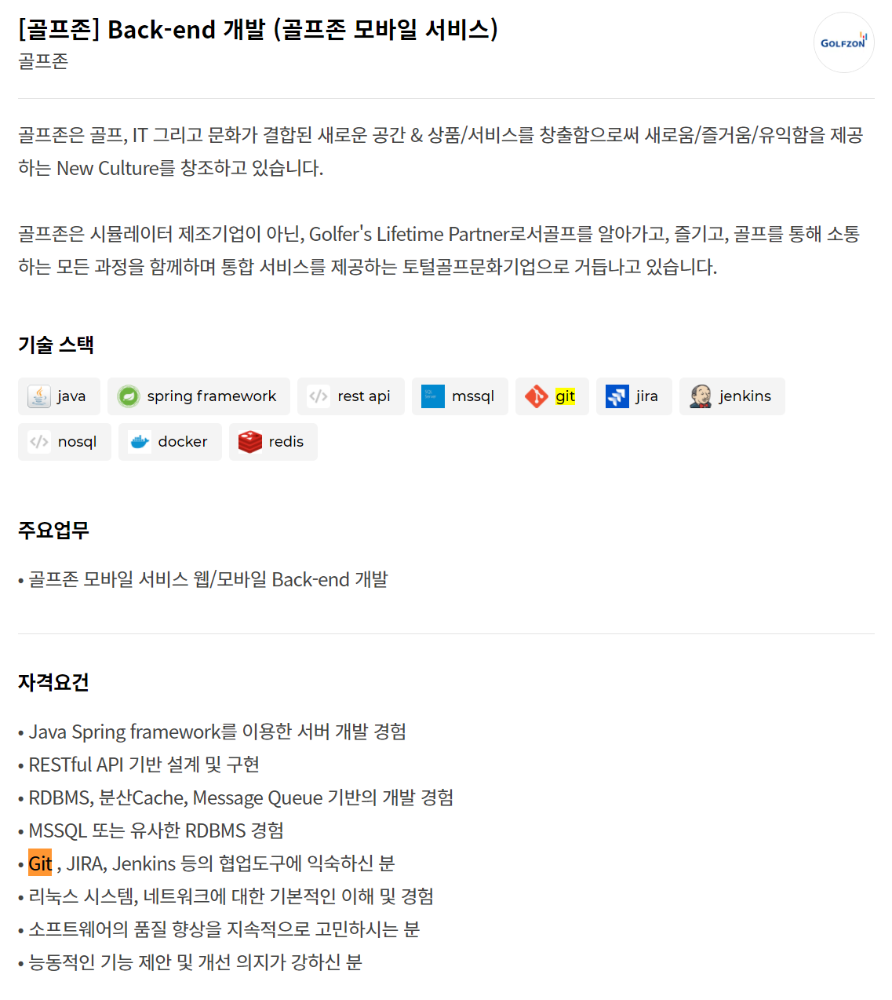 [골프존] Back-end 개발 (골프존 모바일 서비스)
골프존
GOLFZON
골프존은 골프, IT 그리고 문화가 결합된 새로운 공간 & 상품/서비스를 창출함으로써 새로움/즐거움/유익함을 제공
하는 New Culture를 창조하고 있습니다.
골프존은 시뮬레이터 제조기업이 아닌, Golfer's Lifetime Partner로서골프를 알아가고, 즐기고, 골프를 통해 소통
하는 모든 과정을 함께하며 통합 서비스를 제공하는 토털골프문화기업으로 거듭나고 있습니다.
기술 스택
java spring framework rest api mssql git jira jenkins
nosql docker redis
주요업무
• 골프존 모바일 서비스 웹/모바일 Back-end 개발
자격요건
• Java Spring framework를 이용한 서버 개발 경험
• RESTful API 기반 설계 및 구현
• RDBMS, 분산Cache, Message Queue 기반의 개발 경험
• MSSQL 또는 유사한 RDBMS 경험
• Git , JIRA, Jenkins 등의 협업도구에 익숙하신 분
• 리눅스 시스템, 네트워크에 대한 기본적인 이해 및 경험
• 소프트웨어의 품질 향상을 지속적으로 고민하시는 분
• 능동적인 기능 제안 및 개선 의지가 강하신 분